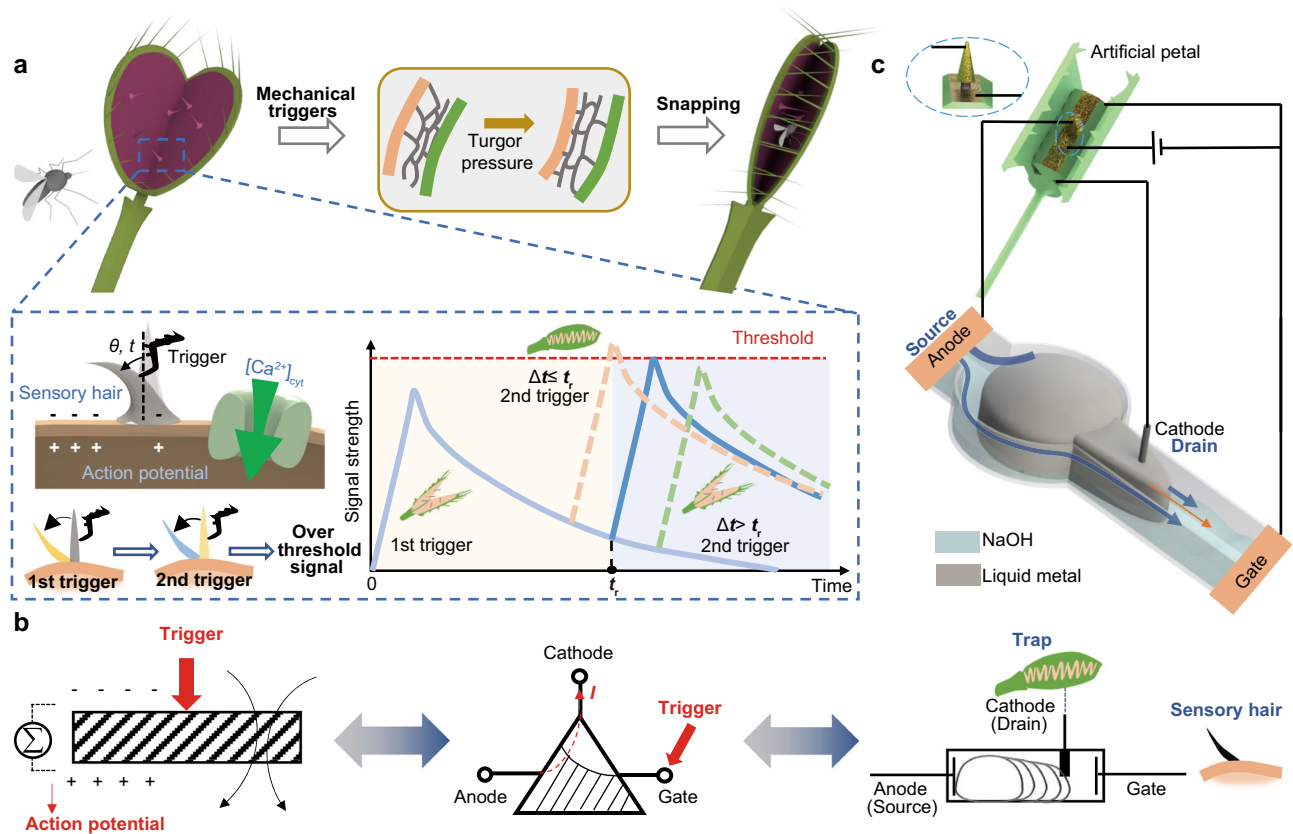 a
Mechanical
triggers
Turgor
pressure
Snapping
θ, t
Trigger
[Ca²⁺]cyt
Sensory hair
- - - -
+ + + +
Action potential
1st trigger
2nd trigger
Over
threshold
signal
Signal strength
Threshold
Δt≤ tr
2nd trigger
1st trigger
Δt> tr
2nd trigger
0
tr
Time
c
Artificial petal
Source
Anode
Cathode
Drain
NaOH
Liquid metal
Gate
b
Trigger
- - - -
Σ
+ + + +
Action potential
Cathode
I
Trigger
Anode
Gate
Trap
Cathode
(Drain)
Sensory hair
Anode
(Source)
Gate